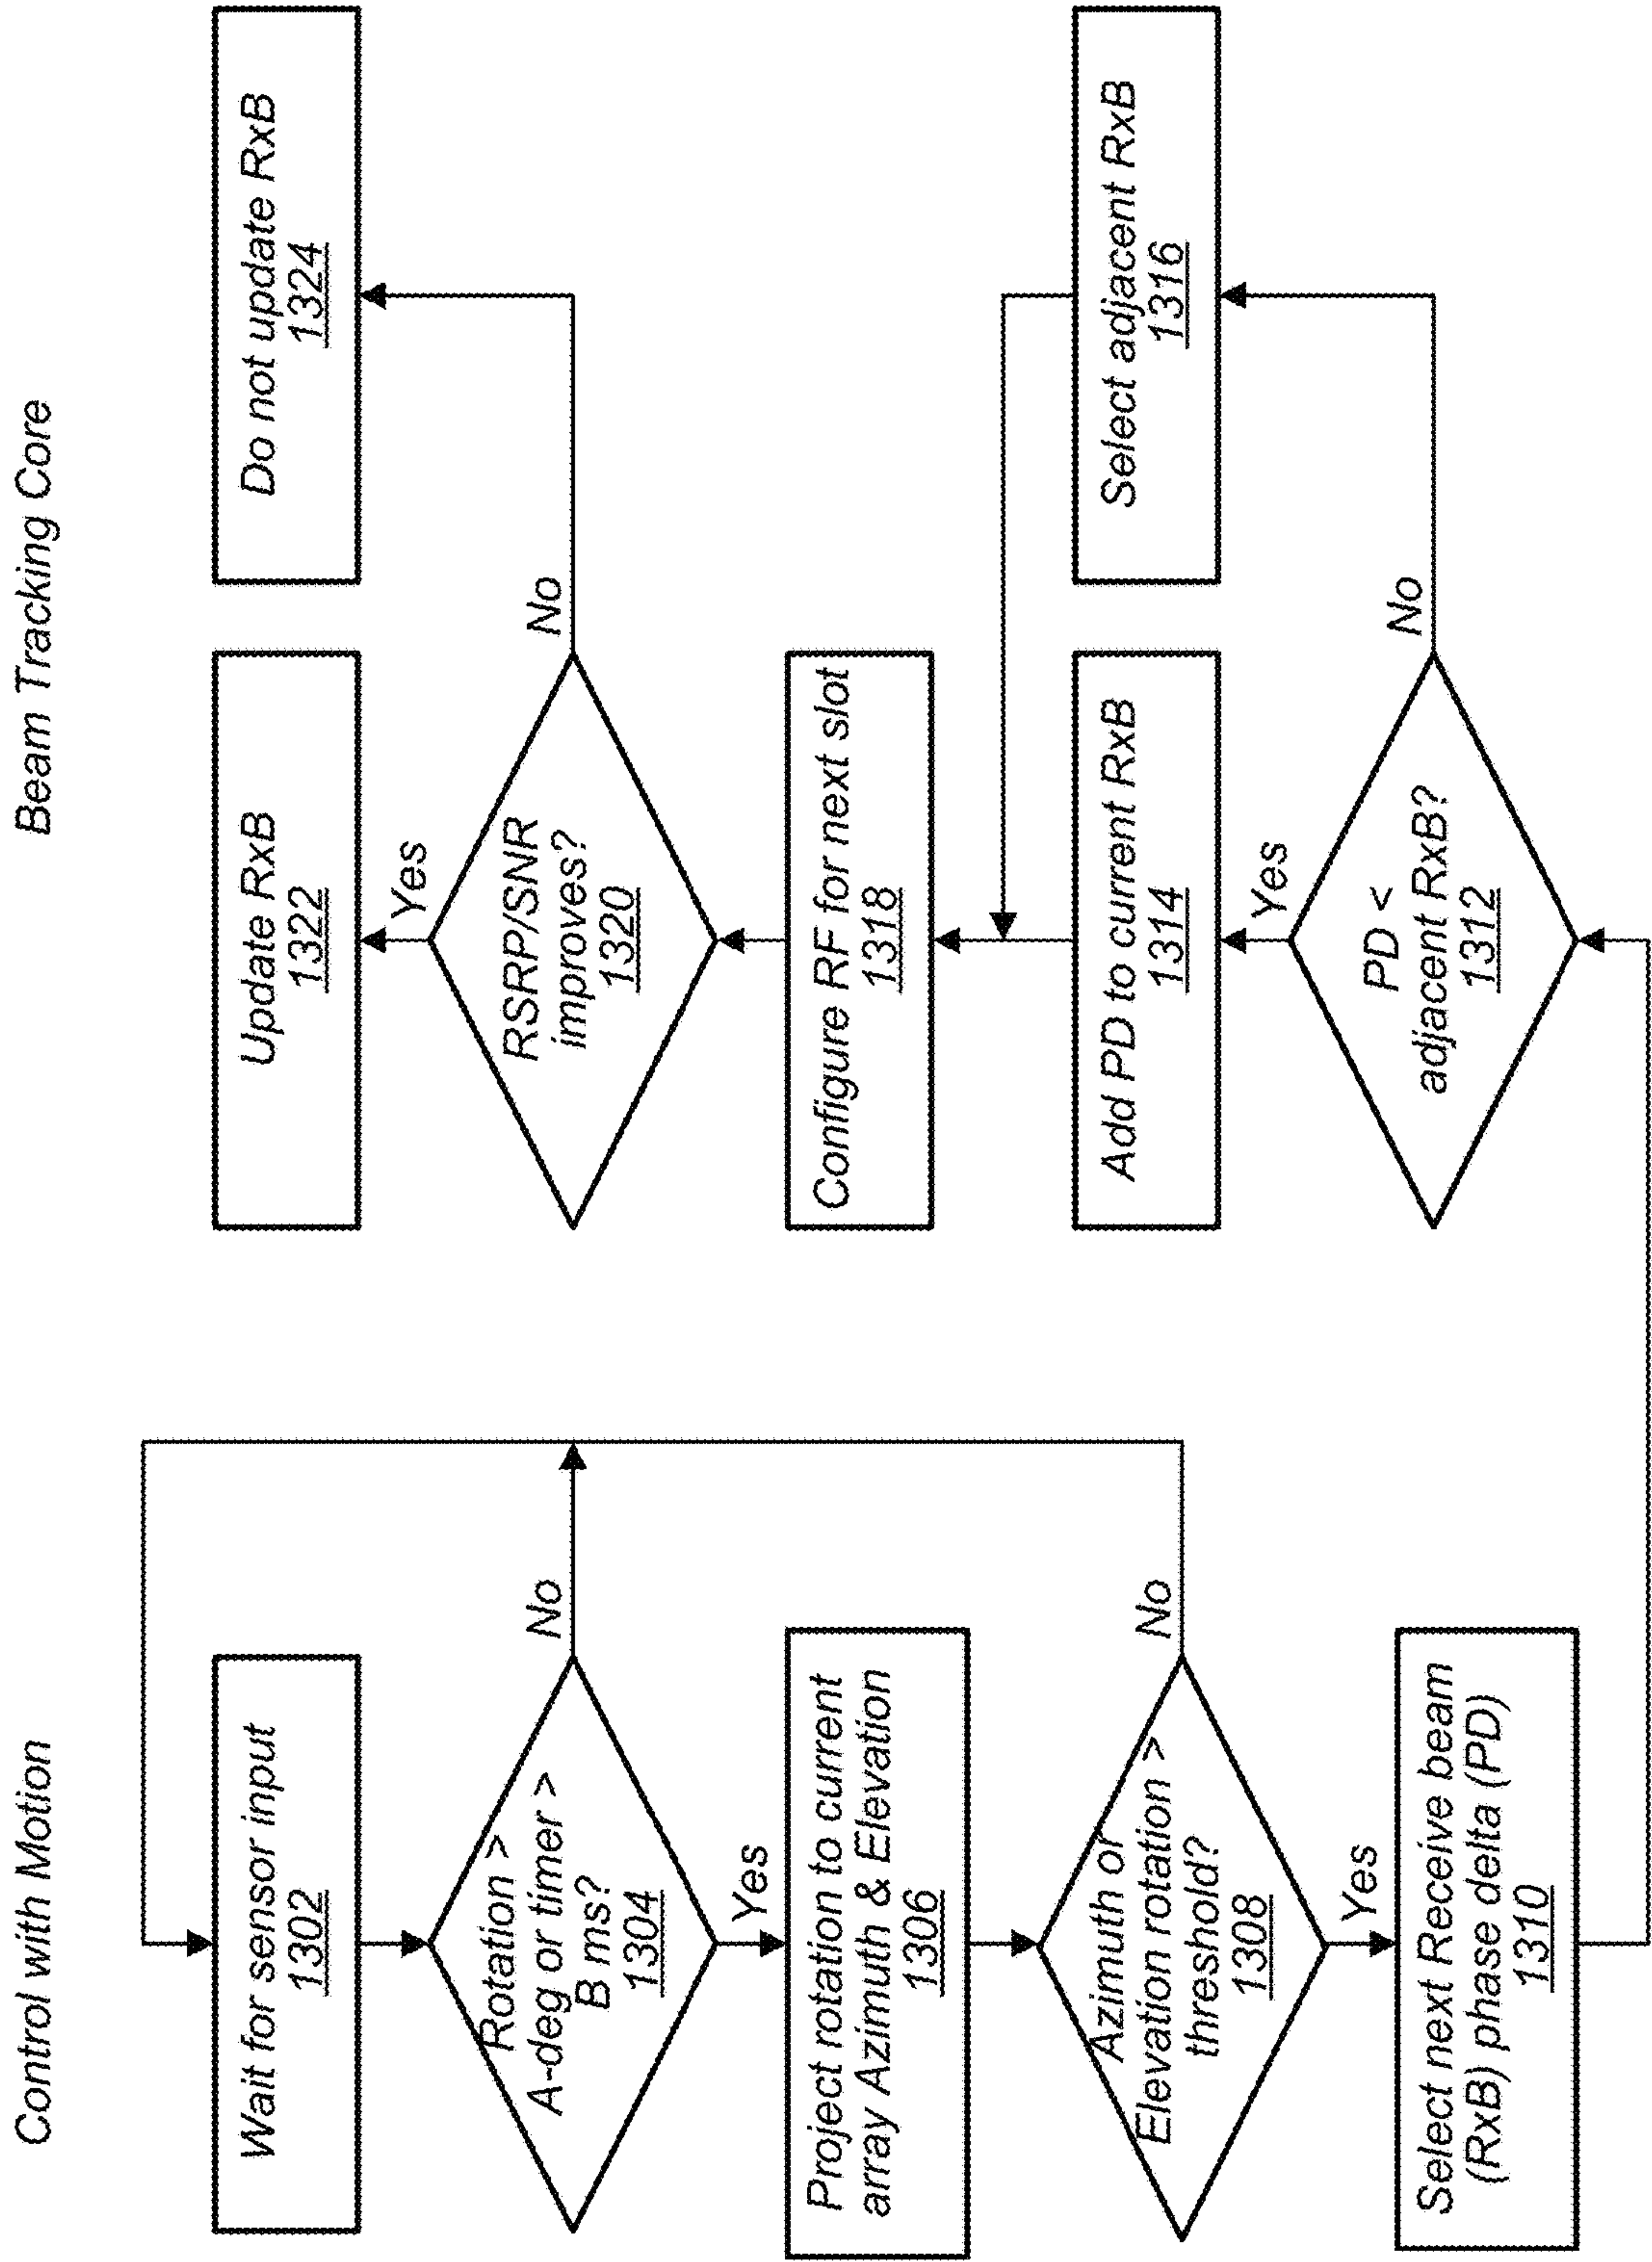 Control with Motion
Wait for sensor input
1302
Rotation >
A-deg or timer >
B ms?
1304
No
Yes
Project rotation to current
array Azimuth & Elevation
1306
Azimuth or
Elevation rotation >
threshold?
1308
No
Yes
Select next Receive beam
(RxB) phase delta (PD)
1310
Beam Tracking Core
Update RxB
1322
Do not update RxB
1324
Yes
RSRP/SNR
improves?
1320
No
Configure RF for next slot
1318
Add PD to current RxB
1314
Select adjacent RxB
1316
Yes
PD <
adjacent RxB?
1312
No